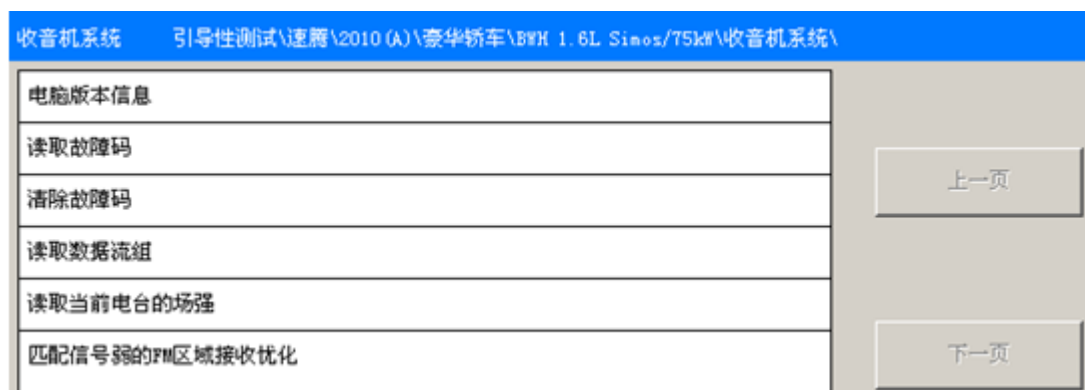 收音机系统 引导性测试\速腾\2010(A)\豪华轿车\BWH 1.6L Simos/75kW\收音机系统\
电脑版本信息
读取故障码
清除故障码
读取数据流组
读取当前电台的场强
匹配信号弱的FM区域接收优化
上一页
下一页